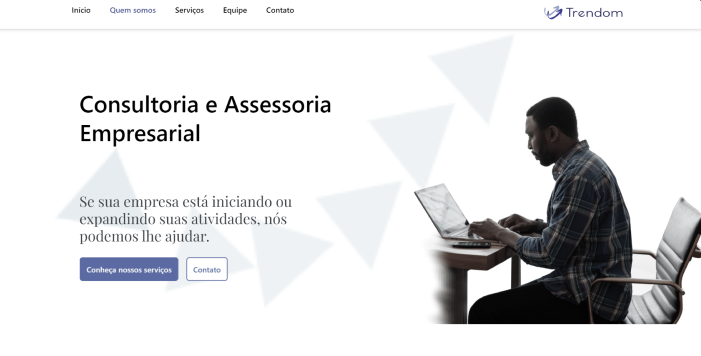 Início Quem somos Serviços Equipe Contato Trendom
Consultoria e Assessoria
Empresarial
Se sua empresa está iniciando ou
expandindo suas atividades, nós
podemos lhe ajudar.
Conheça nossos serviços Contato